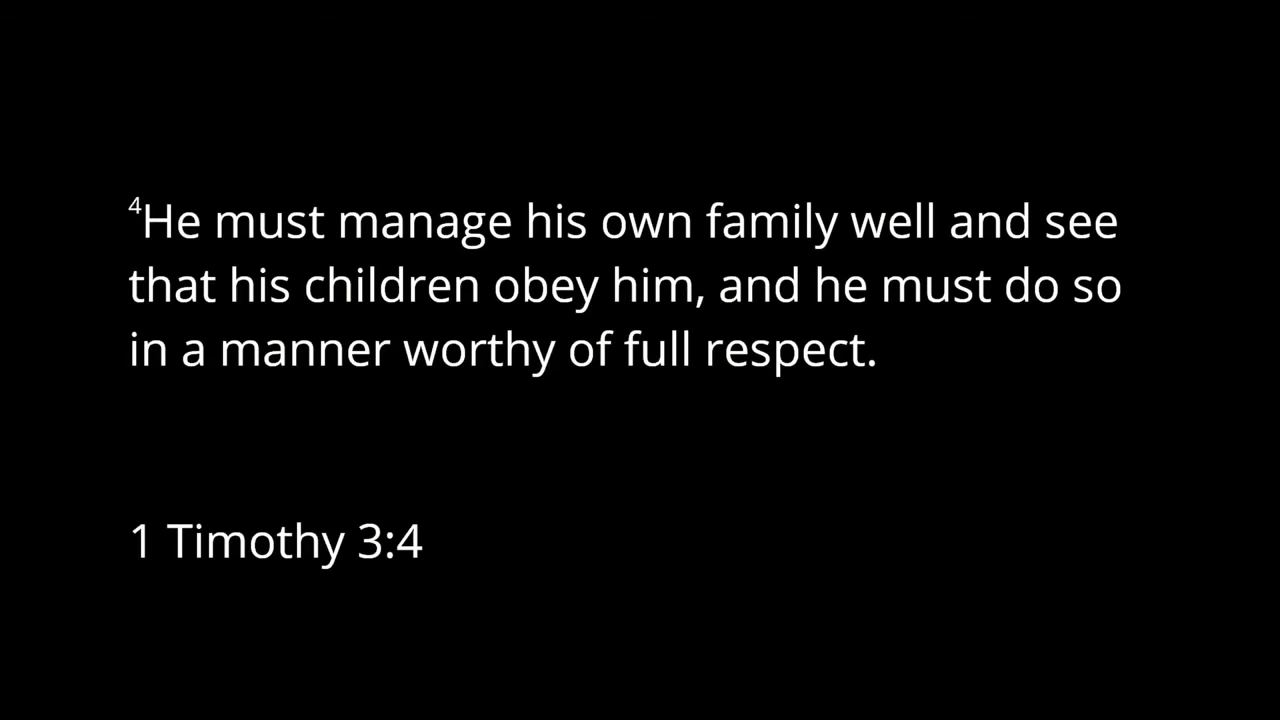 ⁴He must manage his own family well and see
that his children obey him, and he must do so
in a manner worthy of full respect.
1 Timothy 3:4